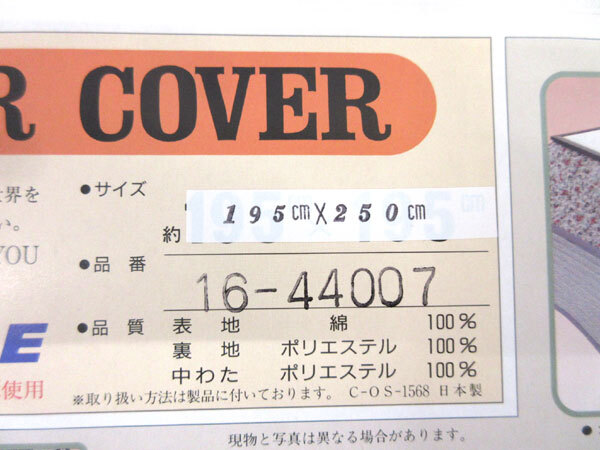 R COVER
世界を
●サイズ
195㎝×250㎝
い。
約
YOU
●品番
16-44007
E
●品質 表地 綿 100%
裏地 ポリエステル 100%
使用
中わた ポリエステル 100%
※取り扱い方法は製品に付いております。 C-OS-1568 日本製
現物と写真は異なる場合があります。